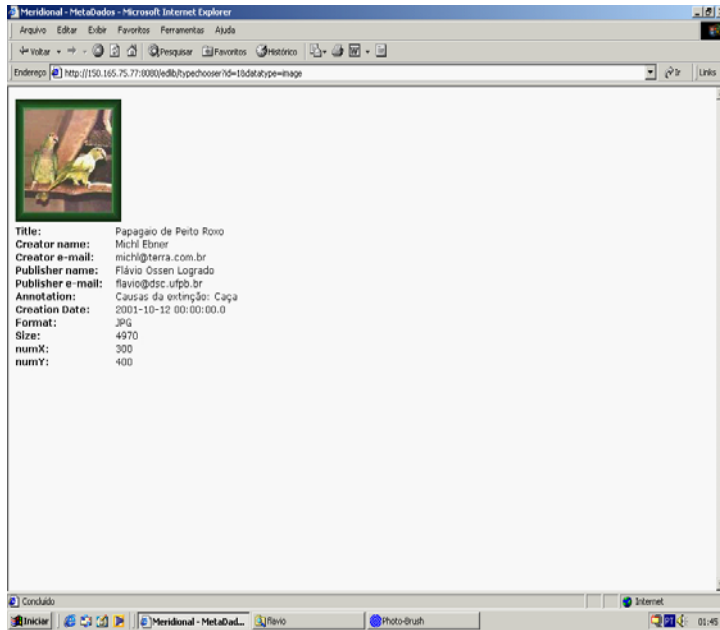 Meridional - MetaDados - Microsoft Internet Explorer
Arquivo Editar Exibir Favoritos Ferramentas Ajuda
Voltar Pesquisar Favoritos Histórico
Endereço http://150.165.75.77:8080/edlib/typechooser?id=1&datatype=image Ir Links
Title: Papagaio de Peito Roxo
Creator name: Michl Ebner
Creator e-mail: michl@terra.com.br
Publisher name: Flávio Ossen Logrado
Publisher e-mail: flavio@dsc.ufpb.br
Annotation: Causas da extinção: Caça
Creation Date: 2001-10-12 00:00:00.0
Format: JPG
Size: 4970
numX: 300
numY: 400
Concluído Internet
Iniciar Meridional - MetaDad... flavio Photo-Brush PT 01:45